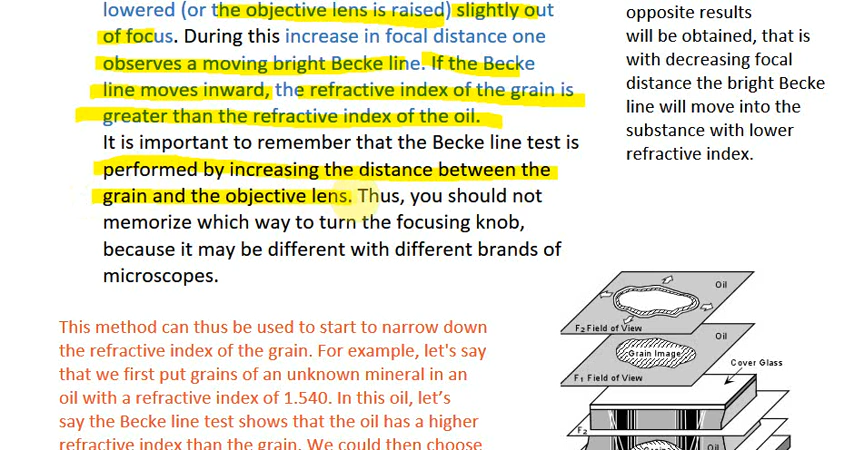 lowered (or the objective lens is raised) slightly out
of focus. During this increase in focal distance one
observes a moving bright Becke line. If the Becke
line moves inward, the refractive index of the grain is
greater than the refractive index of the oil.
It is important to remember that the Becke line test is
performed by increasing the distance between the
grain and the objective lens. Thus, you should not
memorize which way to turn the focusing knob,
because it may be different with different brands of
microscopes.
This method can thus be used to start to narrow down
the refractive index of the grain. For example, let's say
that we first put grains of an unknown mineral in an
oil with a refractive index of 1.540. In this oil, let’s
say the Becke line test shows that the oil has a higher
refractive index than the grain. We could then choose
opposite results
will be obtained, that is
with decreasing focal
distance the bright Becke
line will move into the
substance with lower
refractive index.
Oil
F2 Field of View
Oil
Grain Image
F1 Field of View
Cover Glass
F2
Oil